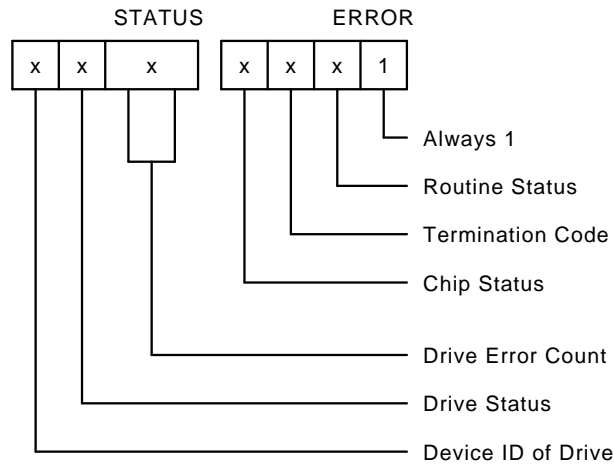 STATUS ERROR
x x x x x x 1
Always 1
Routine Status
Termination Code
Chip Status
Drive Error Count
Drive Status
Device ID of Drive